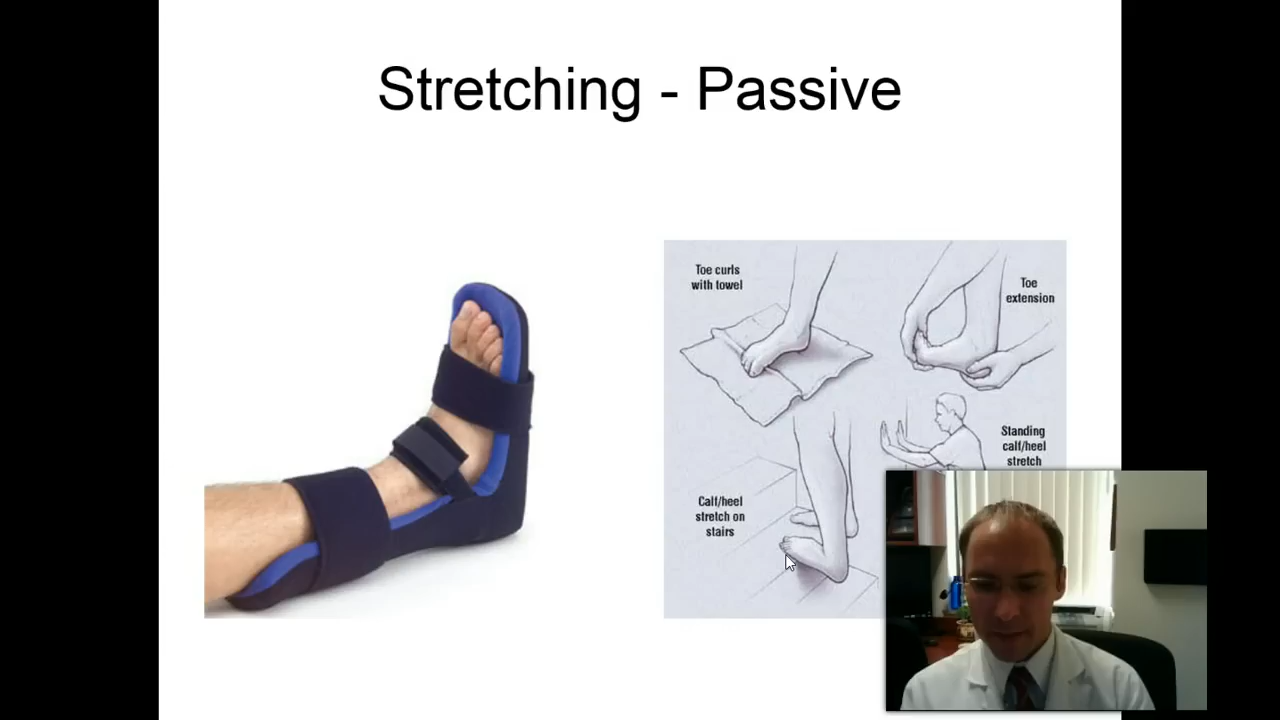 Stretching - Passive
Toe curls
with towel
Toe
extension
Standing
calf/heel
stretch
Calf/heel
stretch on
stairs